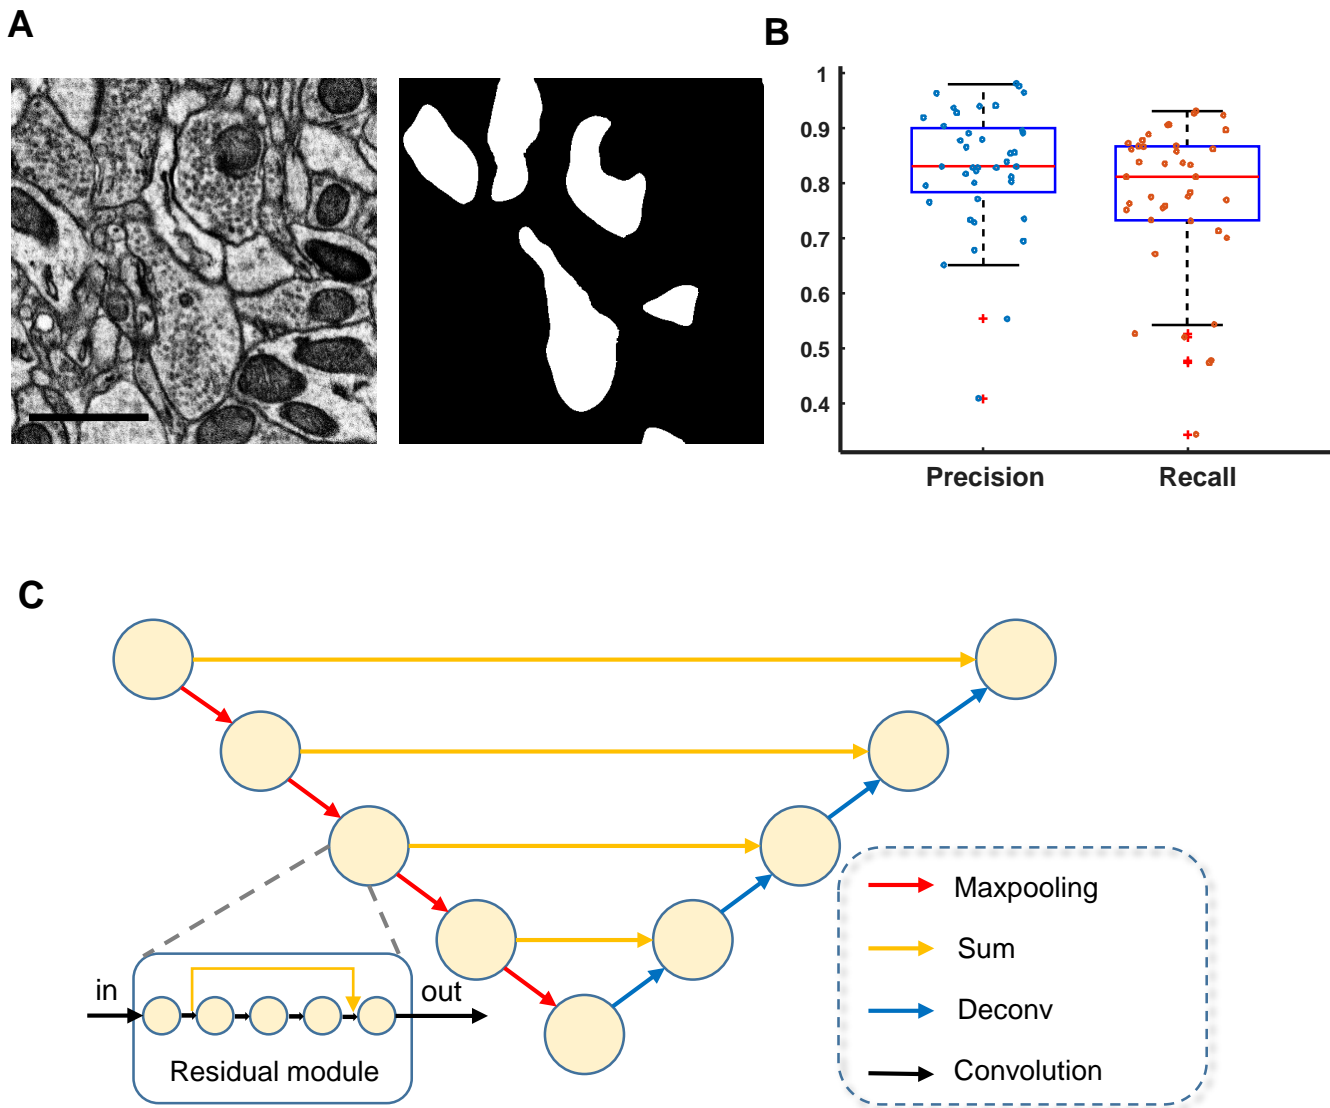 A
B
1
0.9
0.8
0.7
0.6
0.5
0.4
Precision Recall
C
Maxpooling
Sum
Deconv
Convolution
in
out
Residual module